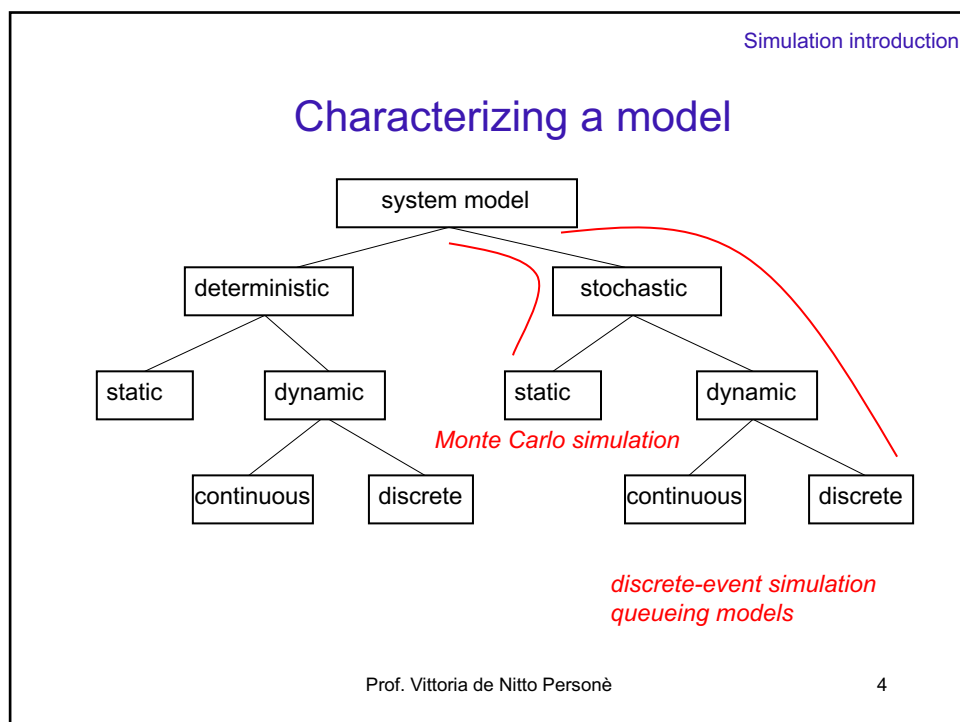 Simulation introduction
Characterizing a model
system model
deterministic
stochastic
static
dynamic
static
dynamic
Monte Carlo simulation
continuous
discrete
continuous
discrete
discrete-event simulation
queueing models
Prof. Vittoria de Nitto Personè
4